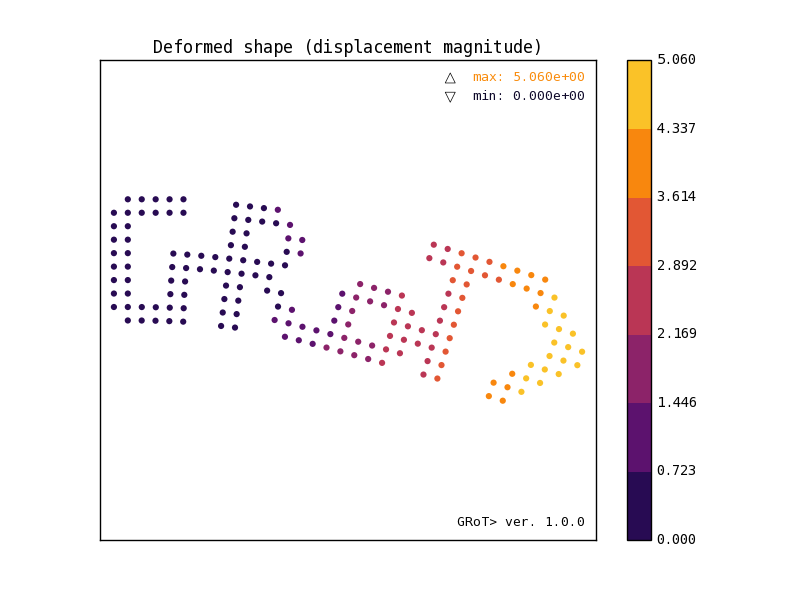 Deformed shape (displacement magnitude)
△ max: 5.060e+00
▽ min: 0.000e+00
5.060
4.337
3.614
2.892
2.169
1.446
0.723
0.000
GRoT>
GRoT> ver. 1.0.0